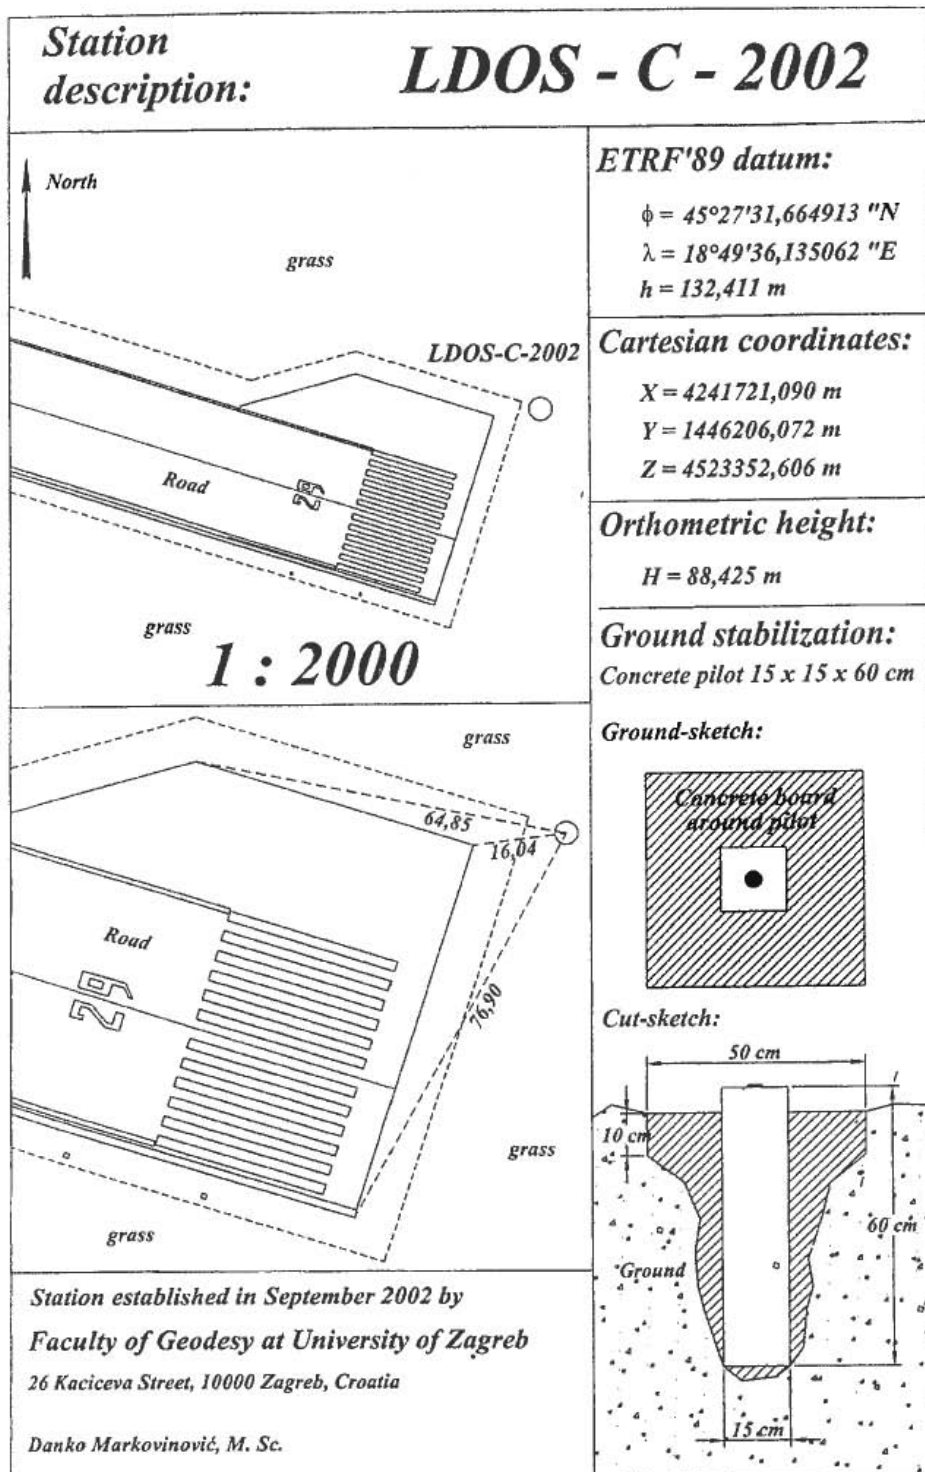 Station
description:
LDOS - C - 2002
North
grass
LDOS-C-2002
Road
29
grass
1 : 2000
grass
64,85
16,04
Road
29
76,90
grass
grass
Station established in September 2002 by
Faculty of Geodesy at University of Zagreb
26 Kaciceva Street, 10000 Zagreb, Croatia
Danko Markovinović, M. Sc.
ETRF'89 datum:
ϕ = 45°27'31,664913 "N
λ = 18°49'36,135062 "E
h = 132,411 m
Cartesian coordinates:
X = 4241721,090 m
Y = 1446206,072 m
Z = 4523352,606 m
Orthometric height:
H = 88,425 m
Ground stabilization:
Concrete pilot 15 x 15 x 60 cm
Ground-sketch:
Concrete board
around pilot
Cut-sketch:
50 cm
10 cm
60 cm
Ground
15 cm